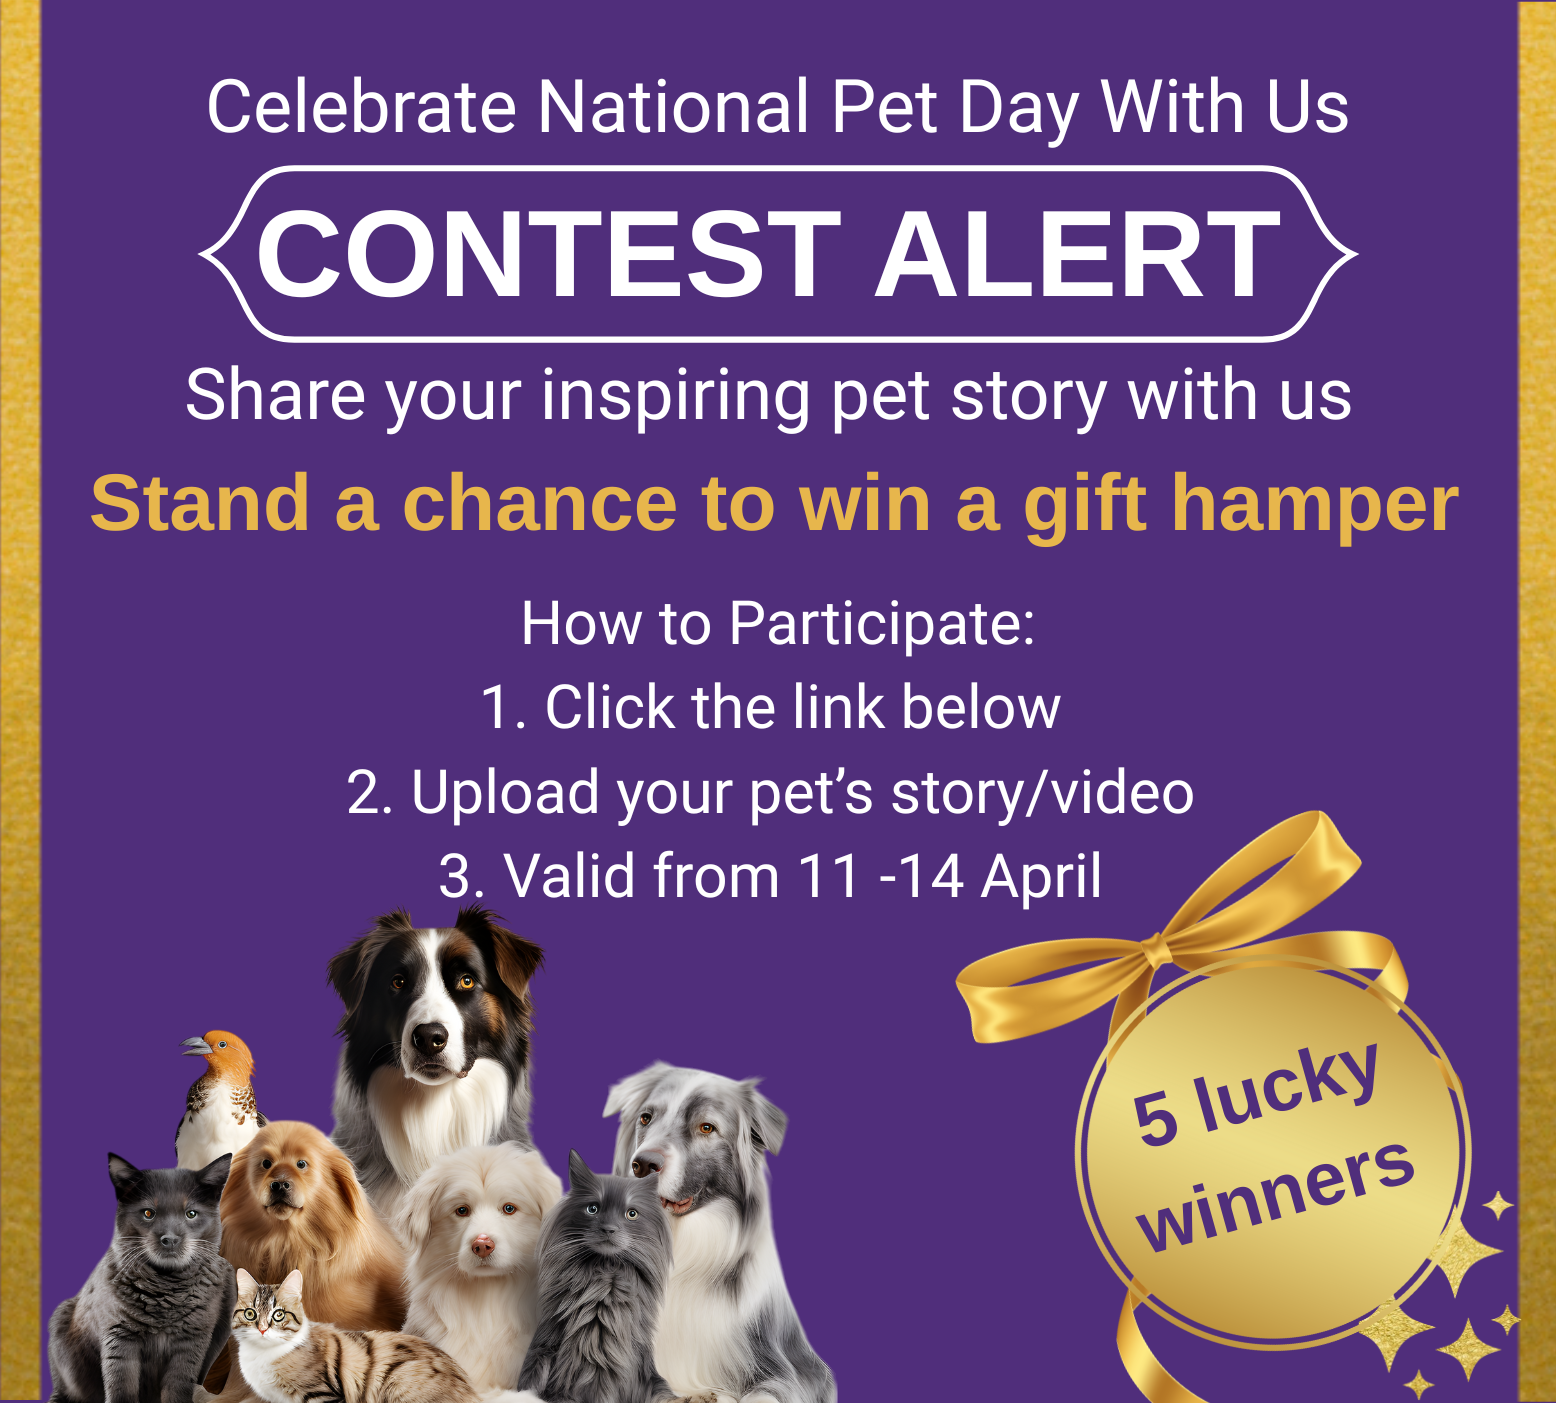 Celebrate National Pet Day With Us
CONTEST ALERT
Share your inspiring pet story with us
Stand a chance to win a gift hamper
How to Participate:
1. Click the link below
2. Upload your pet’s story/video
3. Valid from 11 -14 April
5 lucky
winners